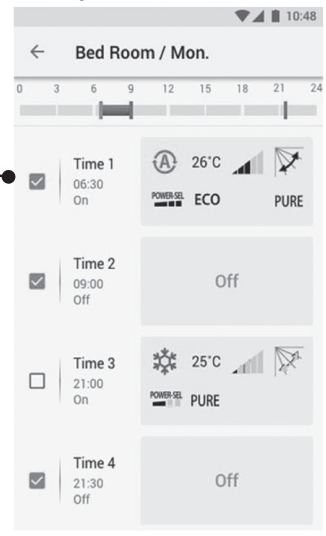 10:48
Bed Room / Mon.
0 3 6 9 12 15 18 21 24
Time 1
06:30
On
A 26°C
POWER-SEL ECO PURE
Time 2
09:00
Off
Off
Time 3
21:00
On
25°C
POWER-SEL PURE
Time 4
21:30
Off
Off